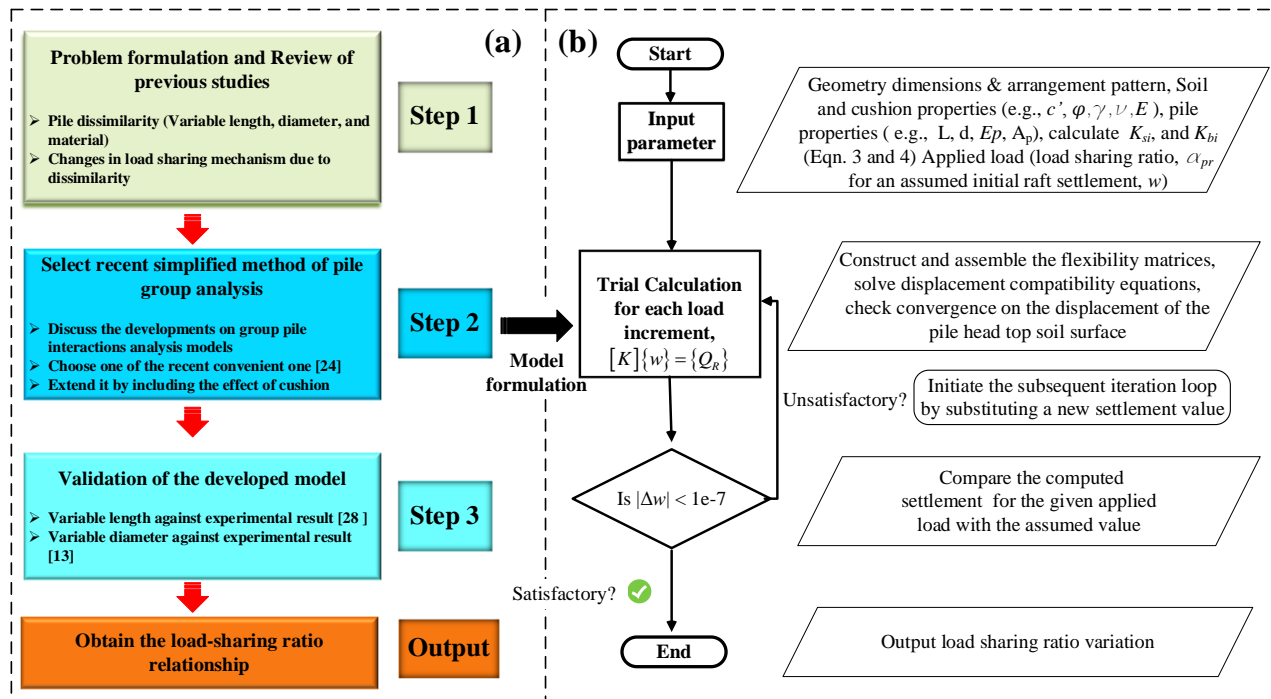 (a)
Problem formulation and Review of
previous studies
➢ Pile dissimilarity (Variable length, diameter, and
material)
➢ Changes in load sharing mechanism due to
dissimilarity
Step 1
Select recent simplified method of pile
group analysis
➢ Discuss the developments on group pile
interactions analysis models
➢ Choose one of the recent convenient one [24]
➢ Extend it by including the effect of cushion
Step 2
Model
formulation
Validation of the developed model
➢ Variable length against experimental result [28 ]
➢ Variable diameter against experimental result
[13]
Step 3
Obtain the load-sharing ratio
relationship
Output
(b)
Start
Input
parameter
Geometry dimensions & arrangement pattern, Soil
and cushion properties (e.g., c’, φ, γ, ν, E ), pile
properties ( e.g., L, d, Ep, Aₚ), calculate K_si, and K_bi
(Eqn. 3 and 4) Applied load (load sharing ratio, α_pr
for an assumed initial raft settlement, w)
Trial Calculation
for each load
increment,
[K]{w}={Q_R}
Construct and assemble the flexibility matrices,
solve displacement compatibility equations,
check convergence on the displacement of the
pile head top soil surface
Unsatisfactory?
Initiate the subsequent iteration loop
by substituting a new settlement value
Is |Δw| < 1e-7
Compare the computed
settlement for the given applied
load with the assumed value
Satisfactory?
End
Output load sharing ratio variation